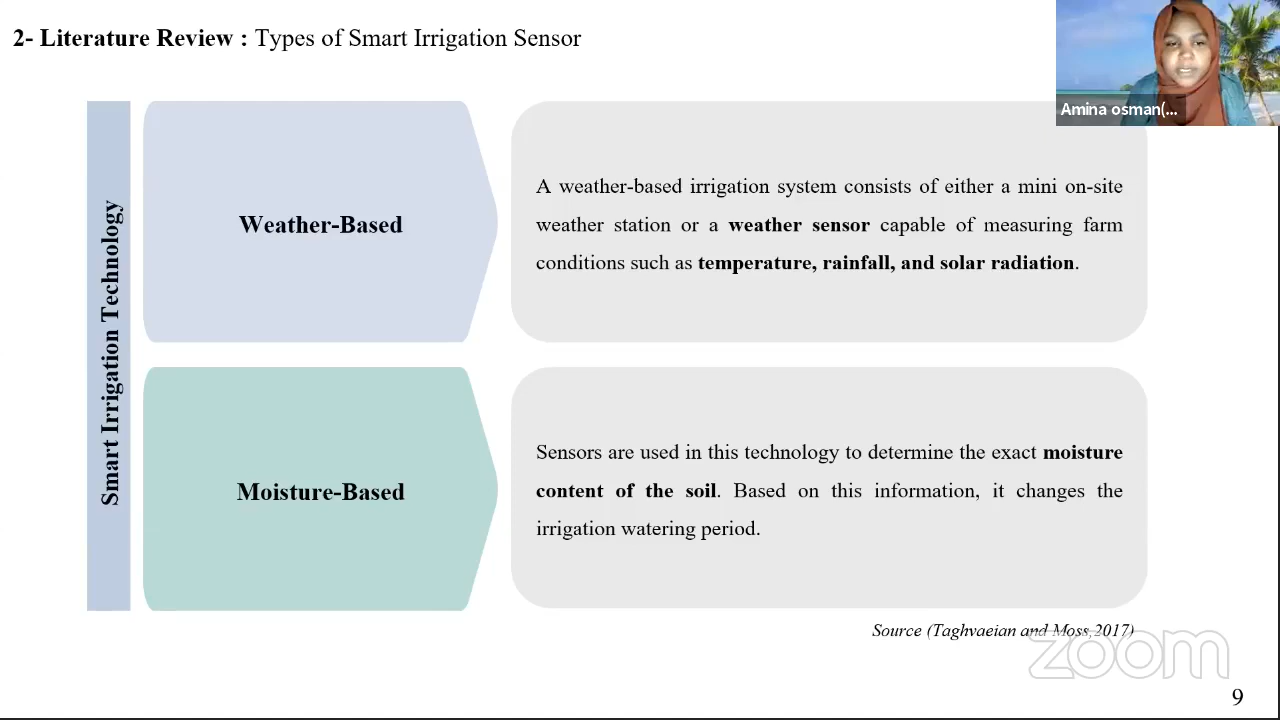 2- Literature Review : Types of Smart Irrigation Sensor
Amina osman(...
Smart Irrigation Technology
Weather-Based
A weather-based irrigation system consists of either a mini on-site
weather station or a weather sensor capable of measuring farm
conditions such as temperature, rainfall, and solar radiation.
Moisture-Based
Sensors are used in this technology to determine the exact moisture
content of the soil. Based on this information, it changes the
irrigation watering period.
Source (Taghvaeian and Moss,2017)
zoom
9